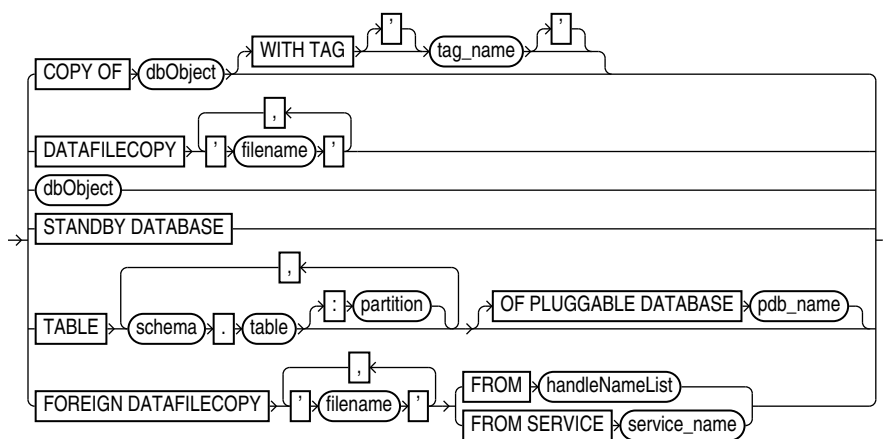 WITH TAG ' tag_name '
COPY OF dbObject
,
DATAFILECOPY ' filename '
dbObject
STANDBY DATABASE
,
: partition OF PLUGGABLE DATABASE pdb_name
TABLE schema . table
,
FROM handleNameList
FOREIGN DATAFILECOPY ' filename '
FROM SERVICE service_name